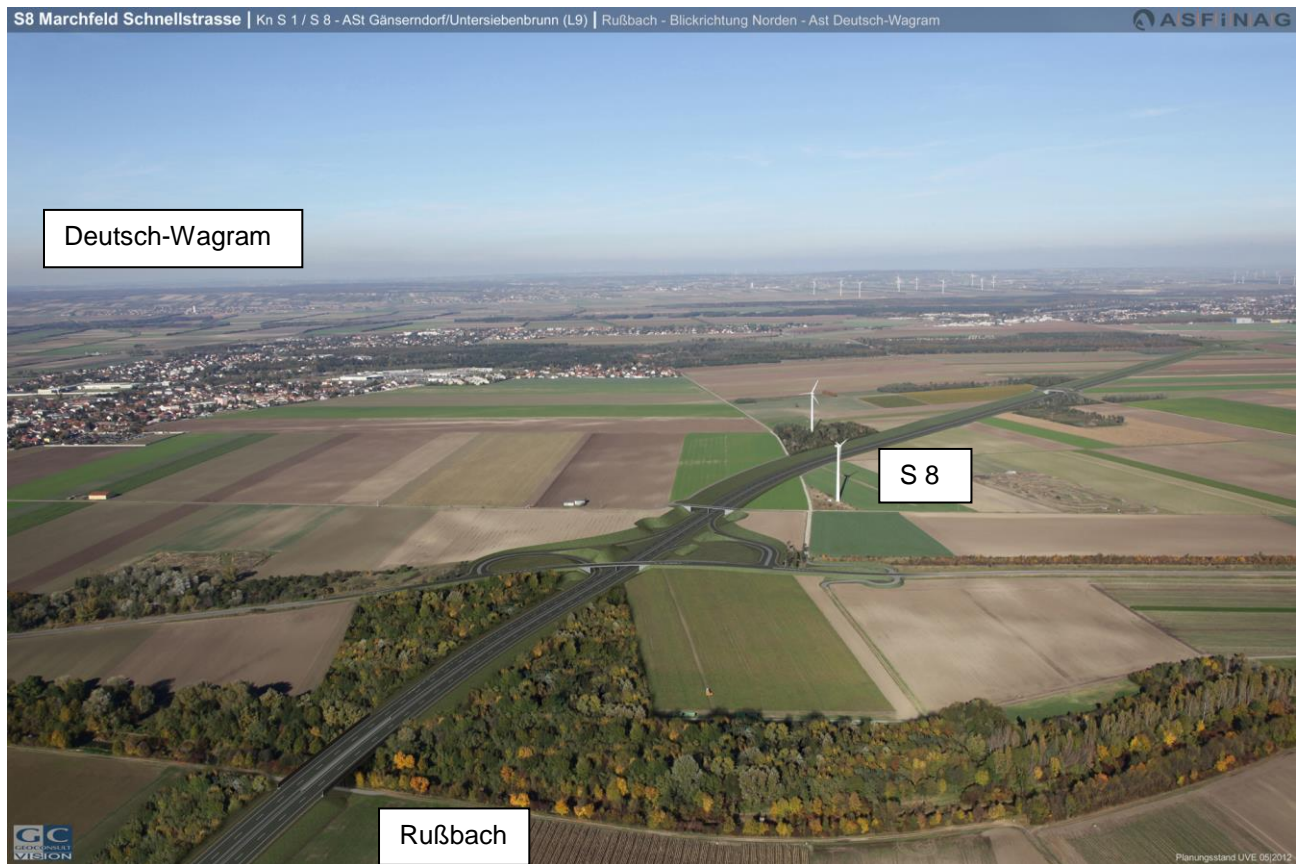 S8 Marchfeld Schnellstrasse | Kn S 1 / S 8 - ASt Gänserndorf/Untersiebenbrunn (L9) | Rußbach - Blickrichtung Norden - Ast Deutsch-Wagram
ASFiNAG
Deutsch-Wagram
S 8
Rußbach
GC
GEOCONSULT
VISION
Planungsstand UVE 05|2012